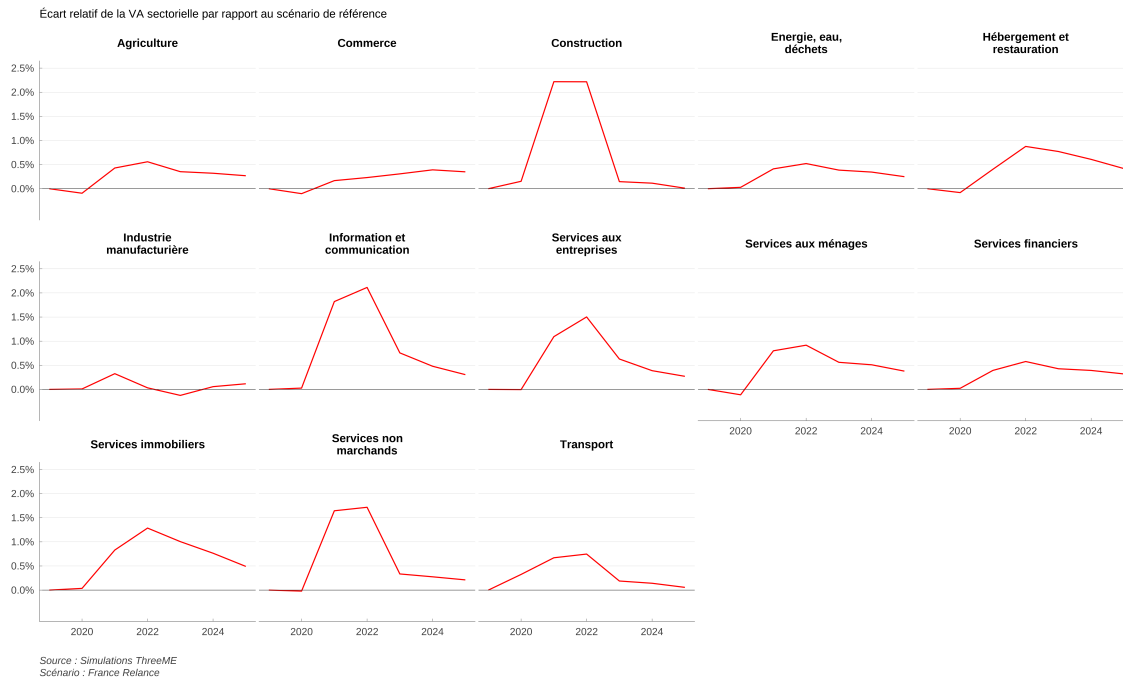 Écart relatif de la VA sectorielle par rapport au scénario de référence
Agriculture
Commerce
Construction
Energie, eau,
déchets
Hébergement et
restauration
2.5%
2.0%
1.5%
1.0%
0.5%
0.0%
Industrie
manufacturière
Information et
communication
Services aux
entreprises
Services aux ménages
Services financiers
2.5%
2.0%
1.5%
1.0%
0.5%
0.0%
2020 2022 2024
2020 2022 2024
Services immobiliers
Services non
marchands
Transport
2.5%
2.0%
1.5%
1.0%
0.5%
0.0%
2020 2022 2024
2020 2022 2024
2020 2022 2024
Source : Simulations ThreeME
Scénario : France Relance